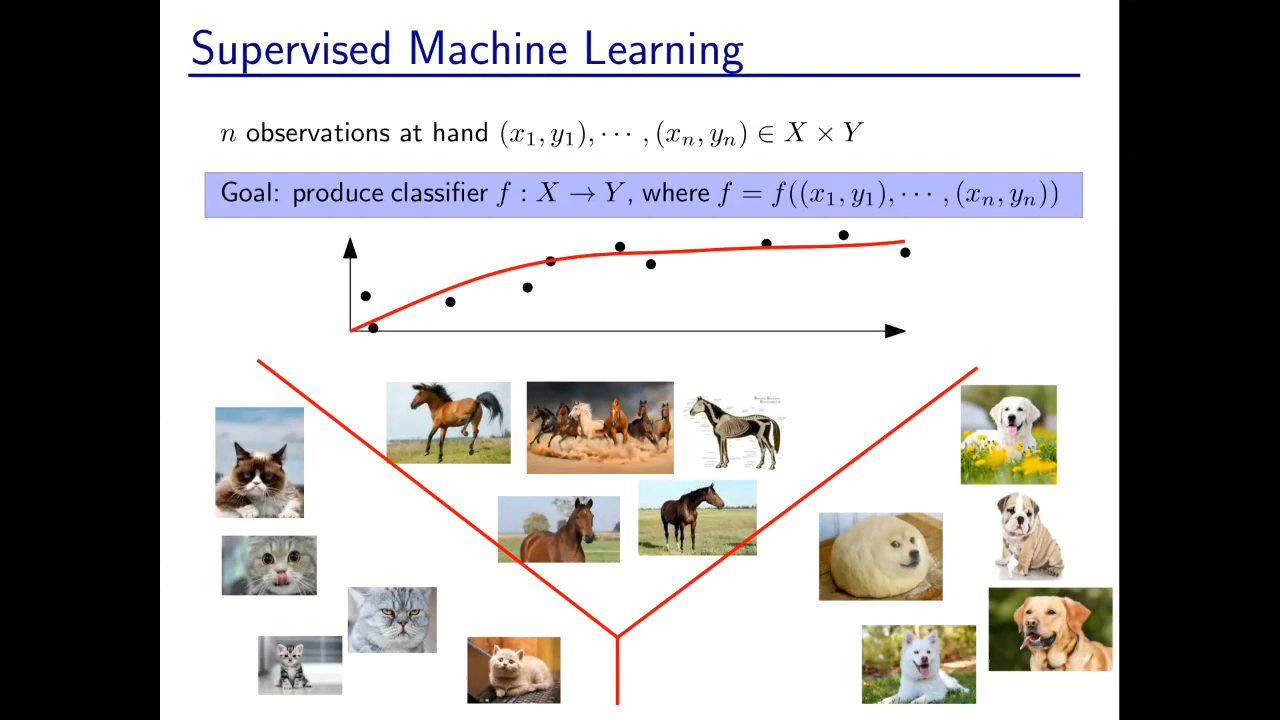 Supervised Machine Learning
n observations at hand (x₁, y₁), ⋯ , (xₙ, yₙ) ∈ X × Y
Goal: produce classifier f : X → Y, where f = f((x₁, y₁), ⋯ , (xₙ, yₙ))